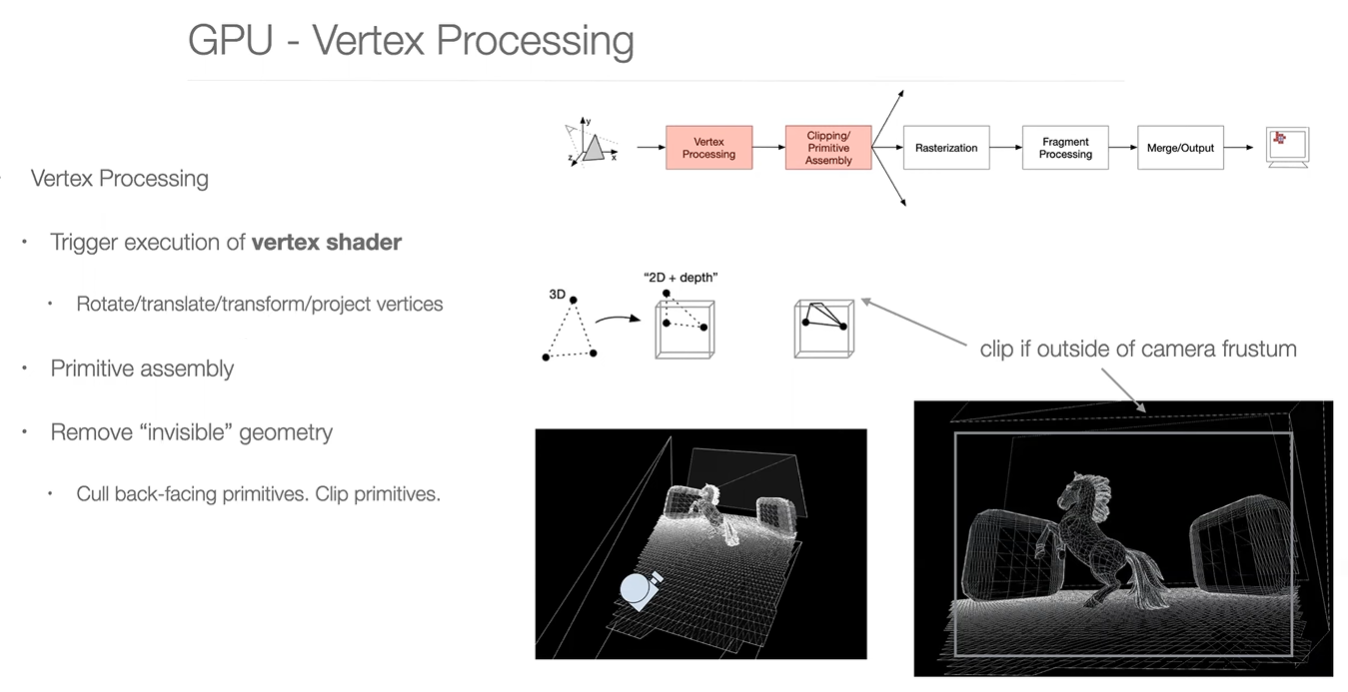 GPU - Vertex Processing
y
z
x
Vertex
Processing
Clipping/
Primitive
Assembly
Rasterization
Fragment
Processing
Merge/Output
Vertex Processing
• Trigger execution of vertex shader
• Rotate/translate/transform/project vertices
• Primitive assembly
• Remove “invisible” geometry
• Cull back-facing primitives. Clip primitives.
3D
“2D + depth”
clip if outside of camera frustum